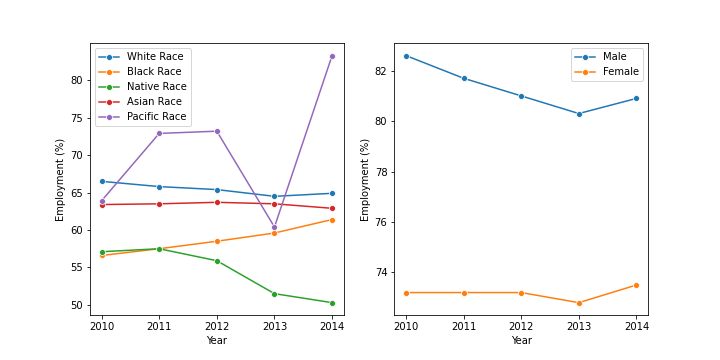 White Race
Black Race
Native Race
Asian Race
Pacific Race
Employment (%)
80
75
70
65
60
55
50
2010 2011 2012 2013 2014
Year
Male
Female
Employment (%)
82
80
78
76
74
2010 2011 2012 2013 2014
Year